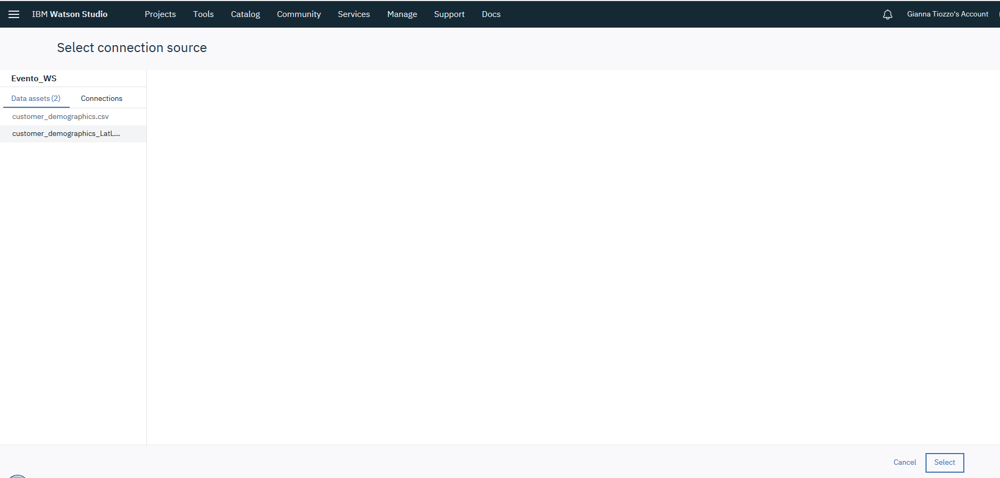 IBM Watson Studio Projects Tools Catalog Community Services Manage Support Docs Gianna Tiozzo's Account
Select connection source
Evento_WS
Data assets (2) Connections
customer_demographics.csv
customer_demographics_LatL...
Cancel Select